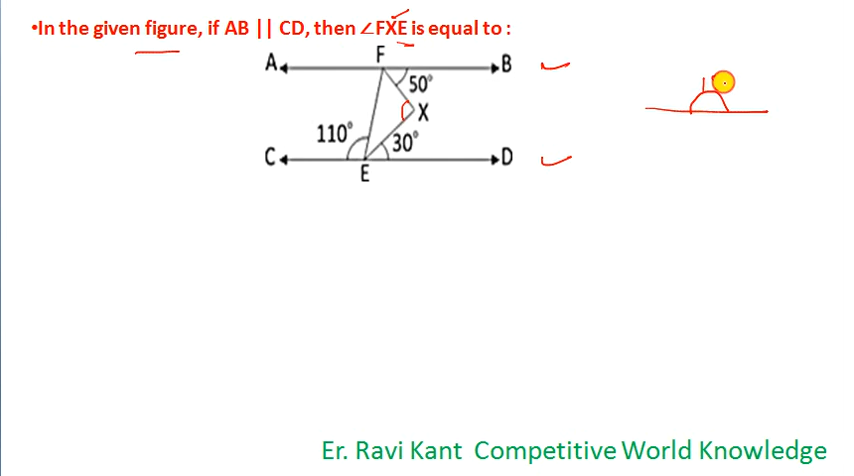 •In the given figure, if AB || CD, then ∠FXE is equal to :
F
A B
50°
X
110° 30°
C D
E
Er. Ravi Kant Competitive World Knowledge